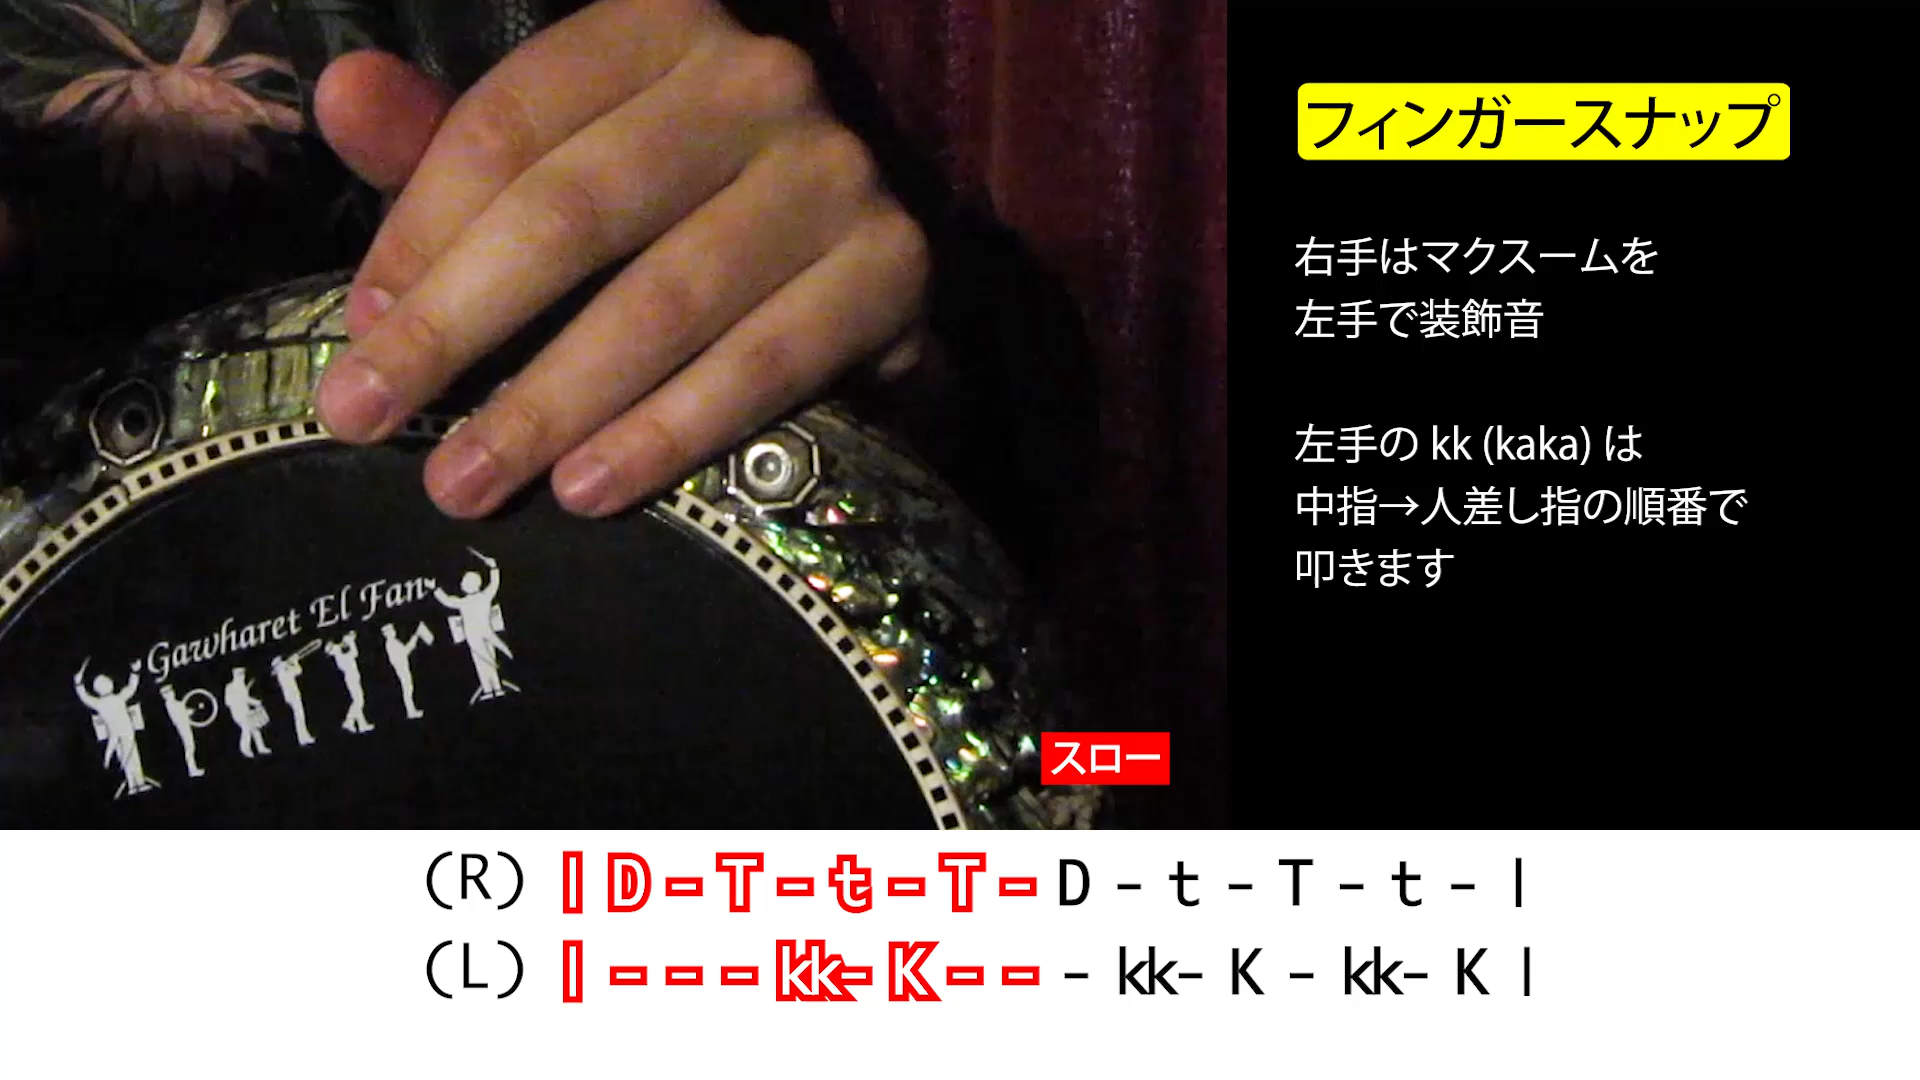 フィンガースナップ
右手はマクスームを
左手で装飾音
左手の kk (kaka) は
中指→人差し指の順番で
叩きます
Gawharet El Fan
スロー
(R) | D - T - t - T - D - t - T - t - |
(L) | - - - kk- K - - - kk- K - kk- K |